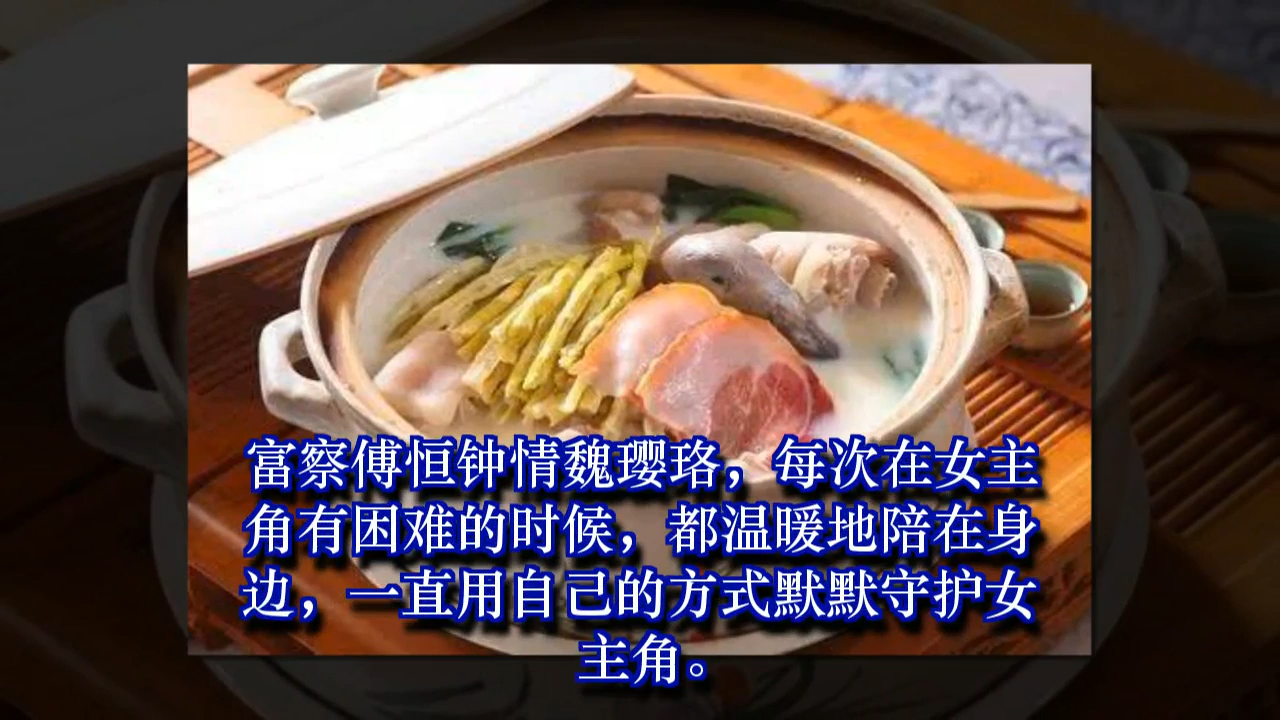 富察傅恒钟情魏璎珞，每次在女主
角有困难的时候，都温暖地陪在身
边，一直用自己的方式默默守护女
主角。